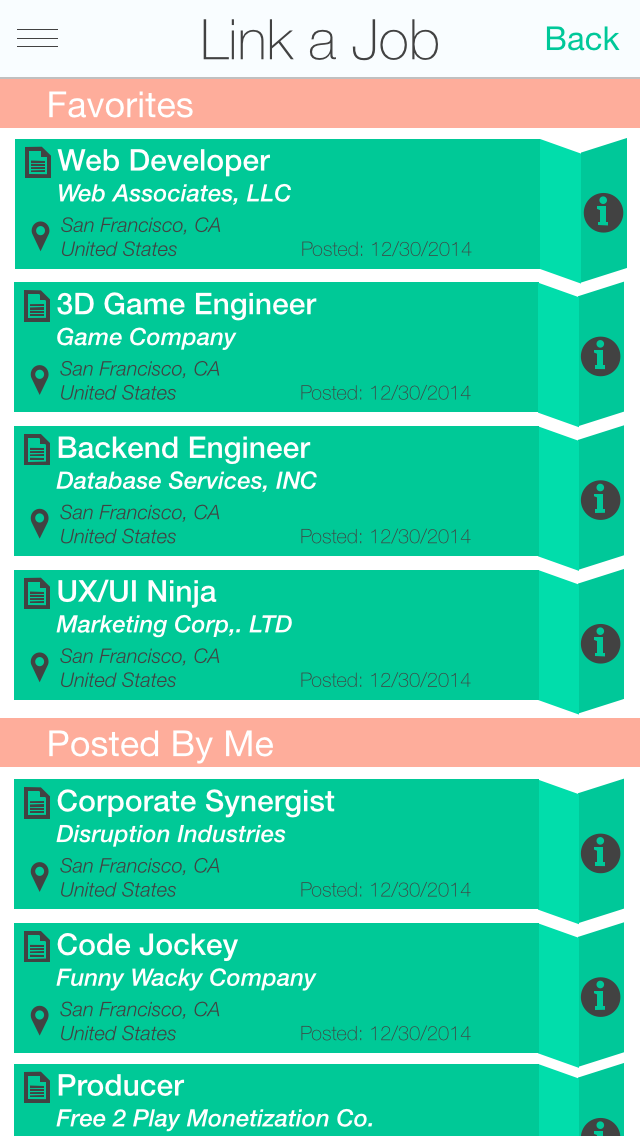 Link a Job
Back
Favorites
Web Developer
Web Associates, LLC
San Francisco, CA
United States
Posted: 12/30/2014
3D Game Engineer
Game Company
San Francisco, CA
United States
Posted: 12/30/2014
Backend Engineer
Database Services, INC
San Francisco, CA
United States
Posted: 12/30/2014
UX/UI Ninja
Marketing Corp,. LTD
San Francisco, CA
United States
Posted: 12/30/2014
Posted By Me
Corporate Synergist
Disruption Industries
San Francisco, CA
United States
Posted: 12/30/2014
Code Jockey
Funny Wacky Company
San Francisco, CA
United States
Posted: 12/30/2014
Producer
Free 2 Play Monetization Co.